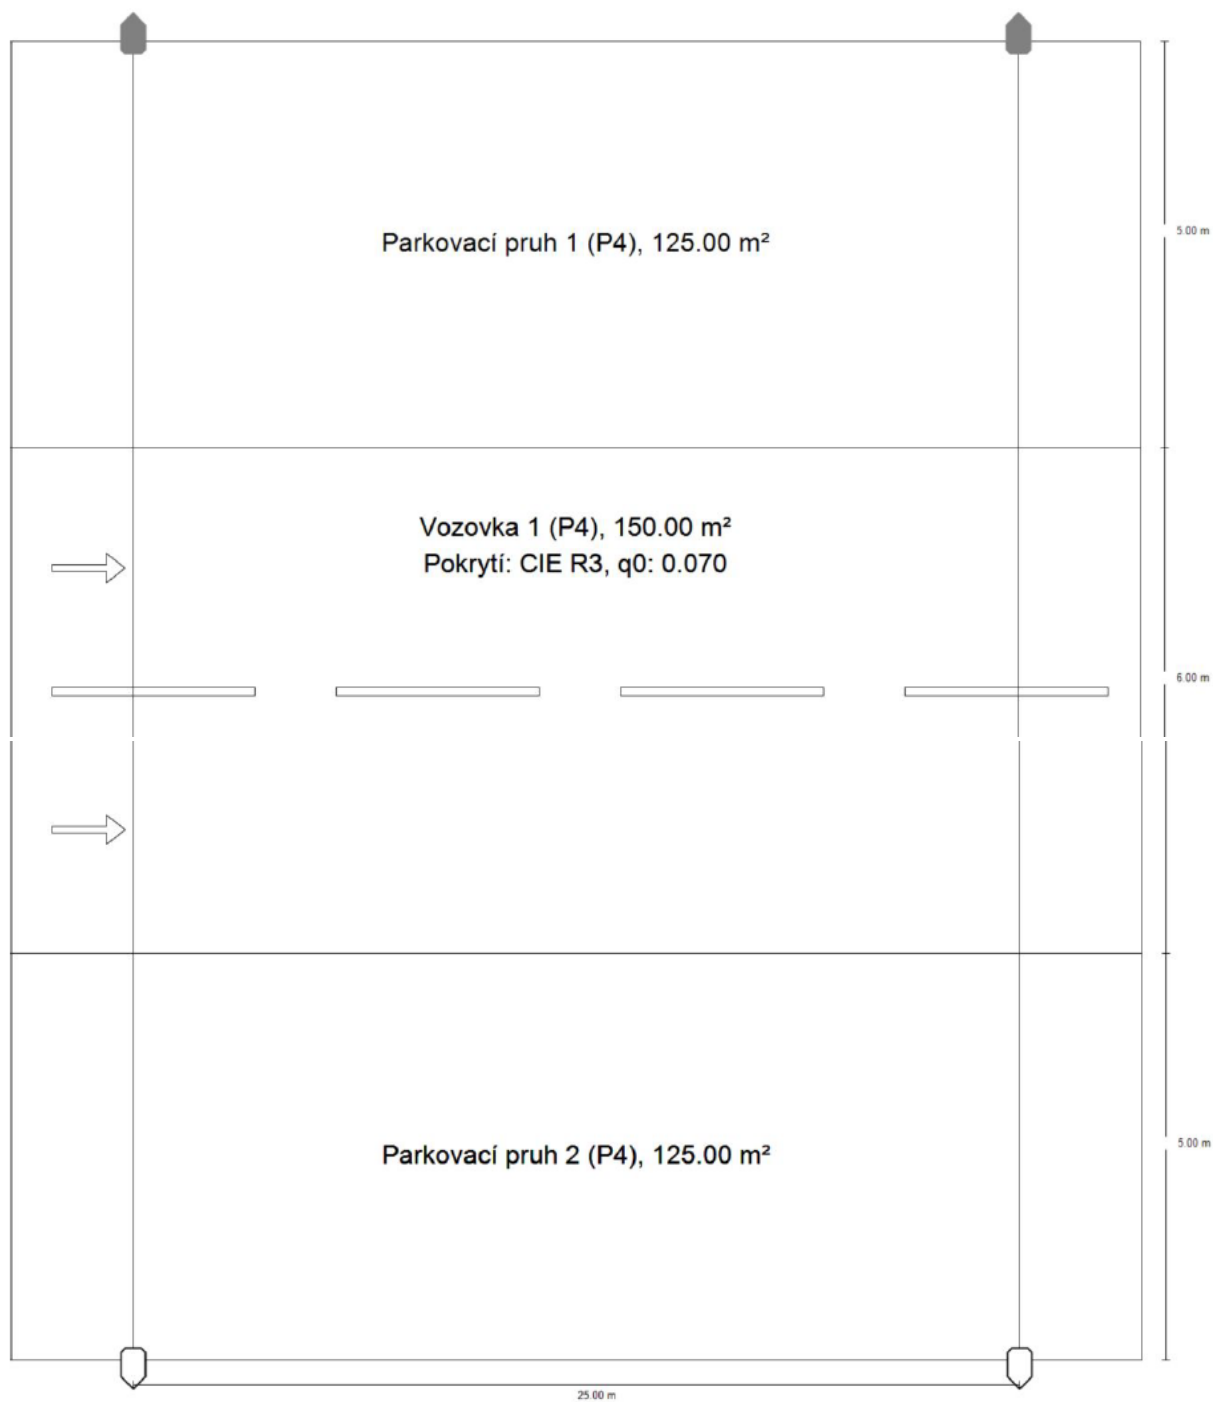 Parkovací pruh 1 (P4), 125.00 m²
5.00 m
Vozovka 1 (P4), 150.00 m²
Pokrytí: CIE R3, q0: 0.070
6.00 m
Parkovací pruh 2 (P4), 125.00 m²
5.00 m
25.00 m